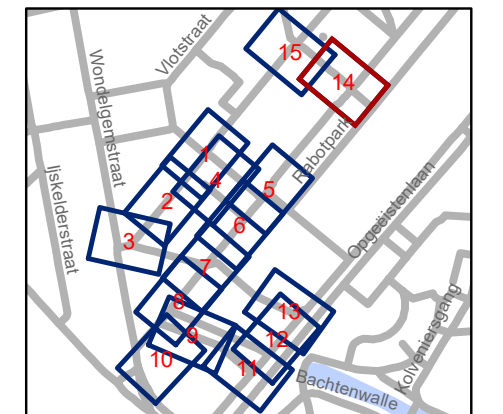 Vlotstraat
15
14
Wondelgemstraat
Rabotpark
1
4
5
2
Ijskelderstraat
6
3
Opgeëistenlaan
7
8
13
9
12
10
11
Kolveniersgang
Bachtenwalle